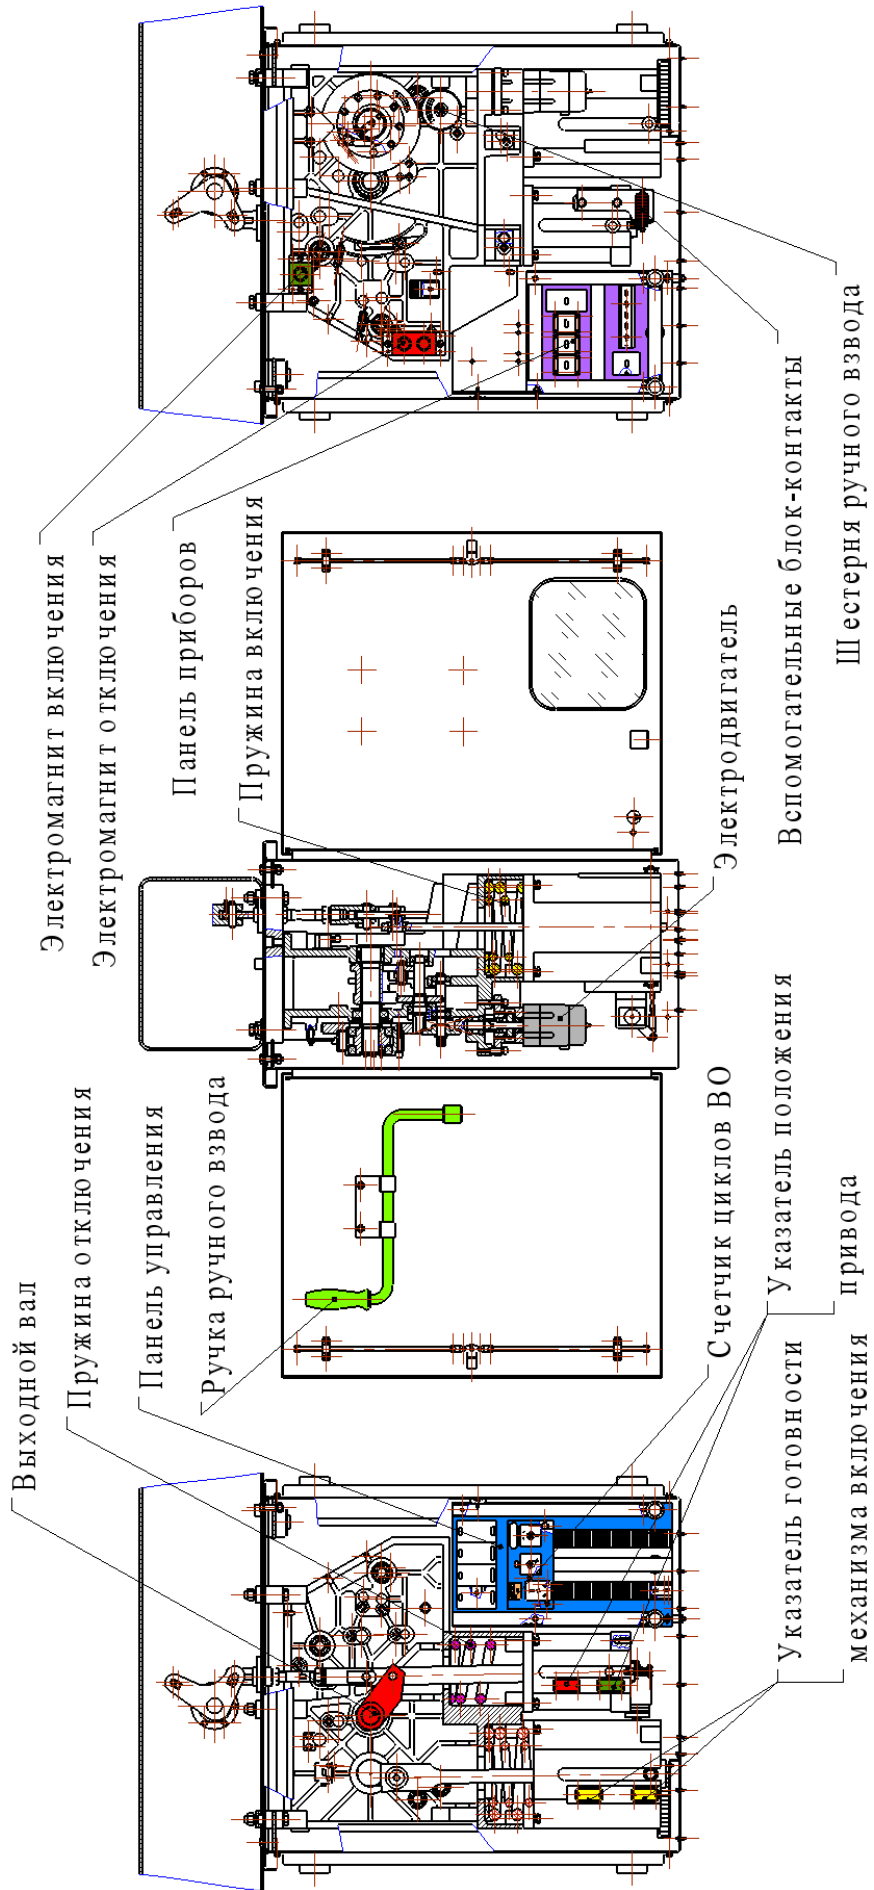 Выходной вал
Пружина отключения
Панель управления
Ручка ручного взвода
Электромагнит включения
Электромагнит отключения
Панель приборов
Пружина включения
Счетчик циклов ВО
Указатель положения
привода
Указатель готовности
механизма включения
Электродвигатель
Вспомогательные блок-контакты
Шестерня ручного взвода